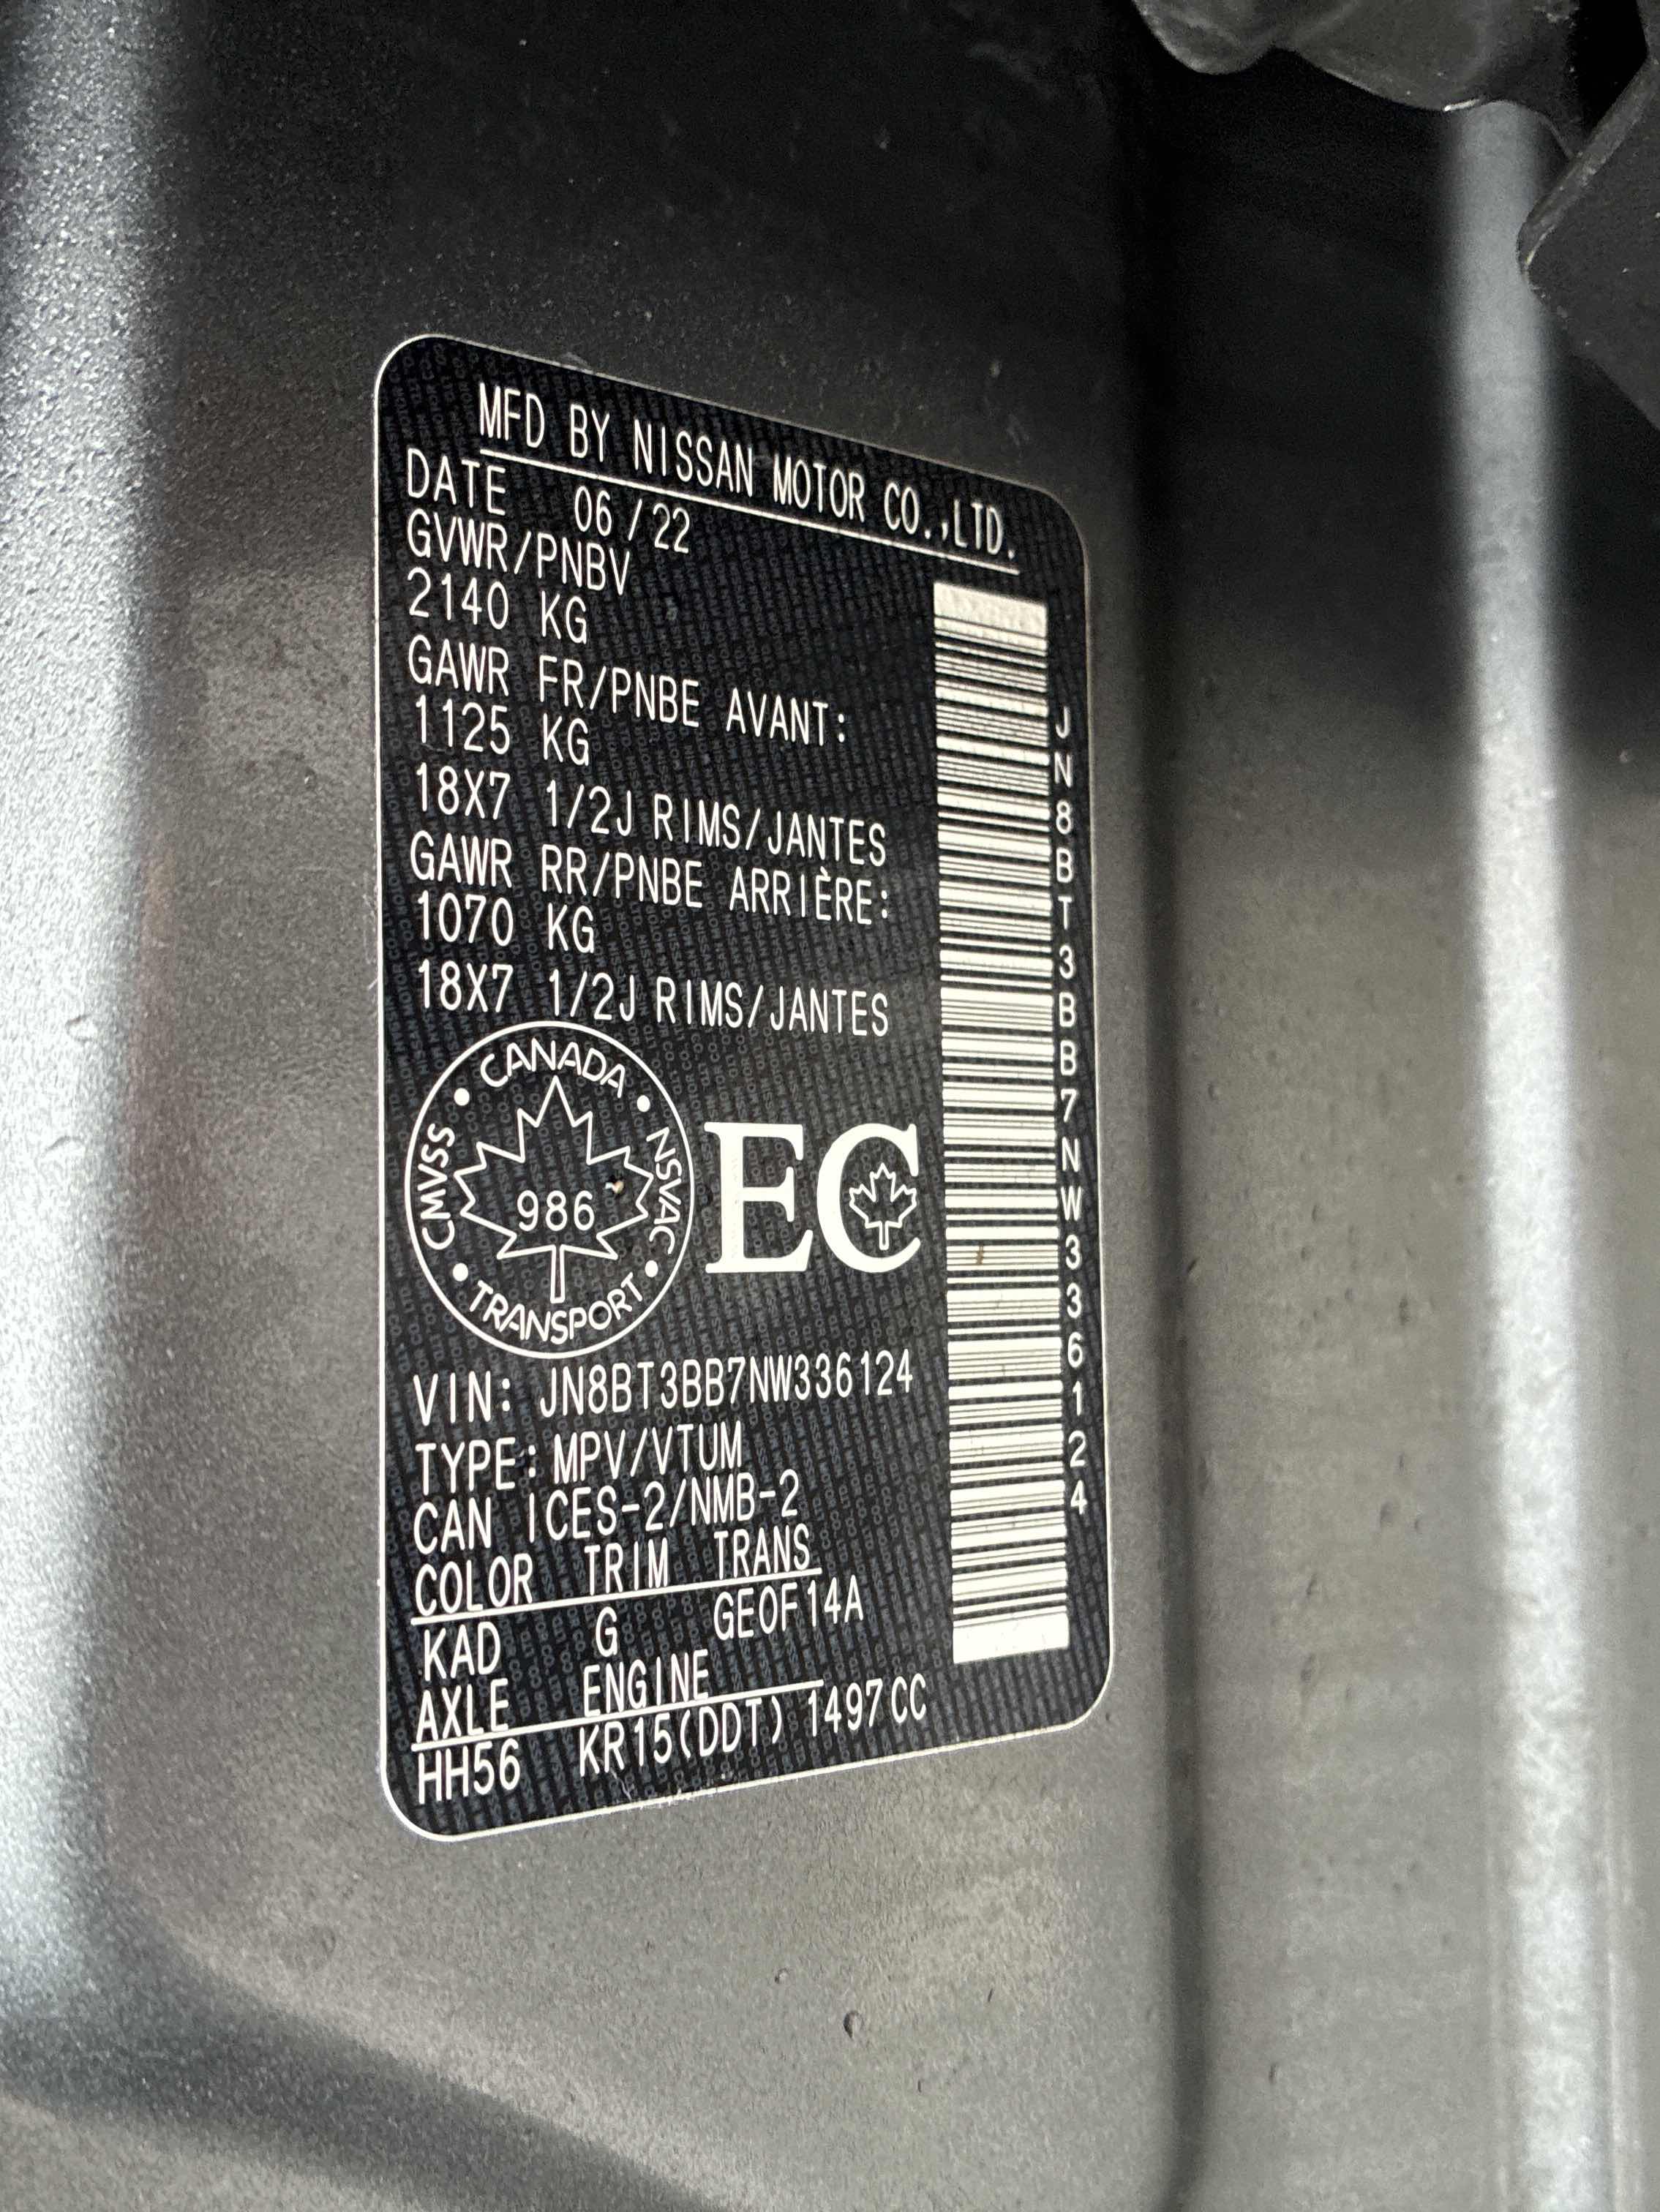 MFD BY NISSAN MOTOR CO.,LTD.
DATE 06/22
GVWR/PNBV
2140 KG
GAWR FR/PNBE AVANT:
1125 KG
18X7 1/2J RIMS/JANTES
GAWR RR/PNBE ARRIÈRE:
1070 KG
18X7 1/2J RIMS/JANTES
CANADA
CMVSS
NSVAC
986
TRANSPORT
EC
VIN: JN8BT3BB7NW336124
TYPE: MPV/VTUM
CAN ICES-2/NMB-2
COLOR TRIM TRANS
KAD G GE0F14A
AXLE ENGINE
HH56 KR15(DDT) 1497CC
JN8BT3BB7NW336124